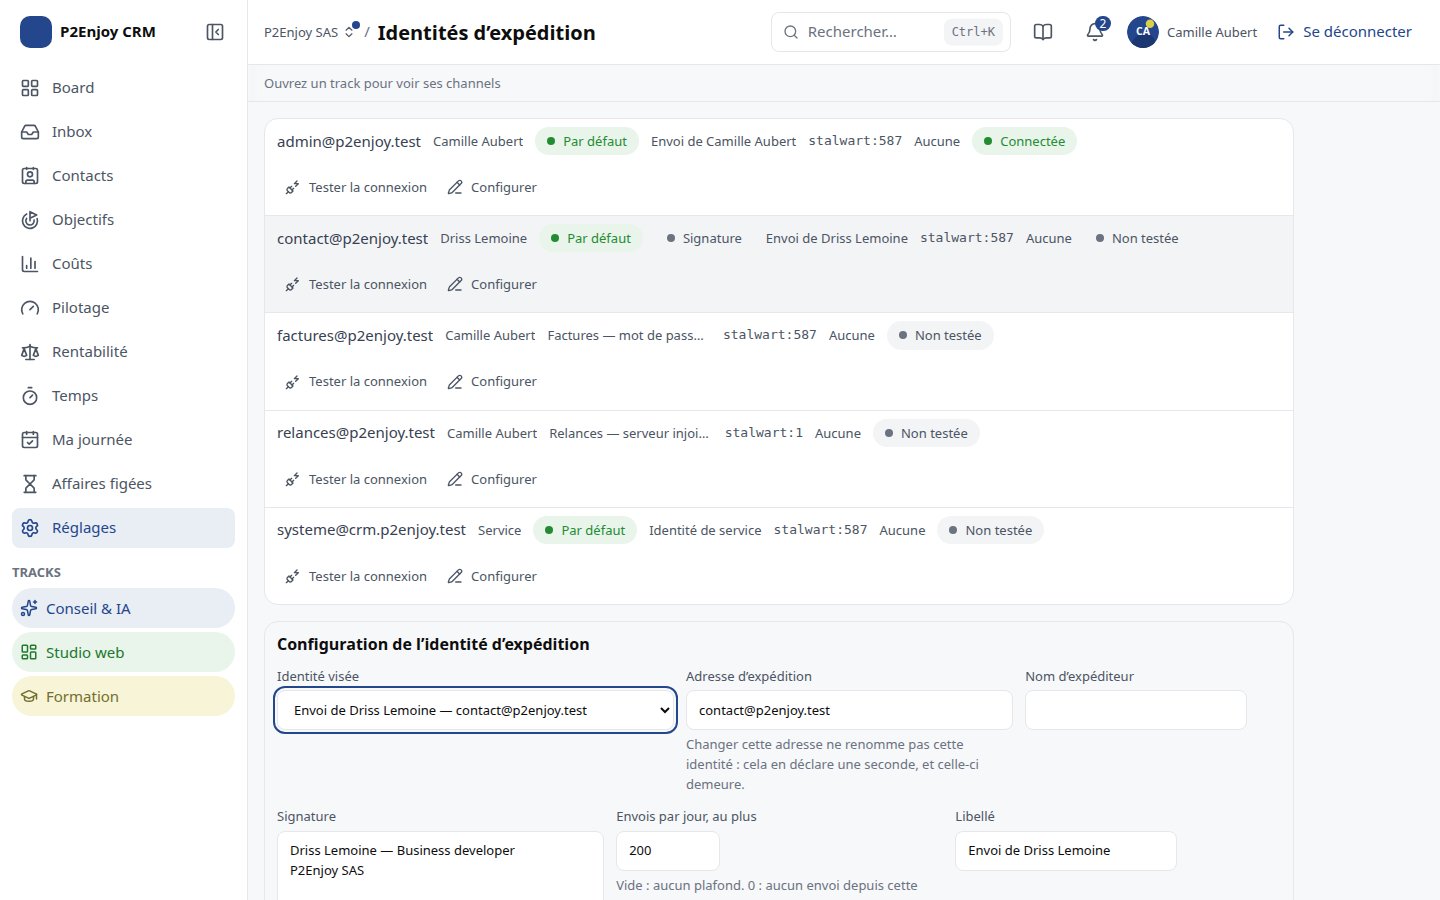 P2Enjoy CRM
P2Enjoy SAS / Identités d’expédition
Rechercher... Ctrl+K
2
CA Camille Aubert
Se déconnecter
Ouvrez un track pour voir ses channels
Board
Inbox
Contacts
Objectifs
Coûts
Pilotage
Rentabilité
Temps
Ma journée
Affaires figées
Réglages
TRACKS
Conseil & IA
Studio web
Formation
admin@p2enjoy.test Camille Aubert Par défaut Envoi de Camille Aubert stalwart:587 Aucune Connectée
Tester la connexion Configurer
contact@p2enjoy.test Driss Lemoine Par défaut Signature Envoi de Driss Lemoine stalwart:587 Aucune Non testée
Tester la connexion Configurer
factures@p2enjoy.test Camille Aubert Factures — mot de pass... stalwart:587 Aucune Non testée
Tester la connexion Configurer
relances@p2enjoy.test Camille Aubert Relances — serveur injoi... stalwart:1 Aucune Non testée
Tester la connexion Configurer
systeme@crm.p2enjoy.test Service Par défaut Identité de service stalwart:587 Aucune Non testée
Tester la connexion Configurer
Configuration de l’identité d’expédition
Identité visée Adresse d’expédition Nom d’expéditeur
Envoi de Driss Lemoine — contact@p2enjoy.test contact@p2enjoy.test
Changer cette adresse ne renomme pas cette
identité : cela en déclare une seconde, et celle-ci
demeure.
Signature Envois par jour, au plus Libellé
Driss Lemoine — Business developer
P2Enjoy SAS
200
Envoi de Driss Lemoine
Vide : aucun plafond. 0 : aucun envoi depuis cette